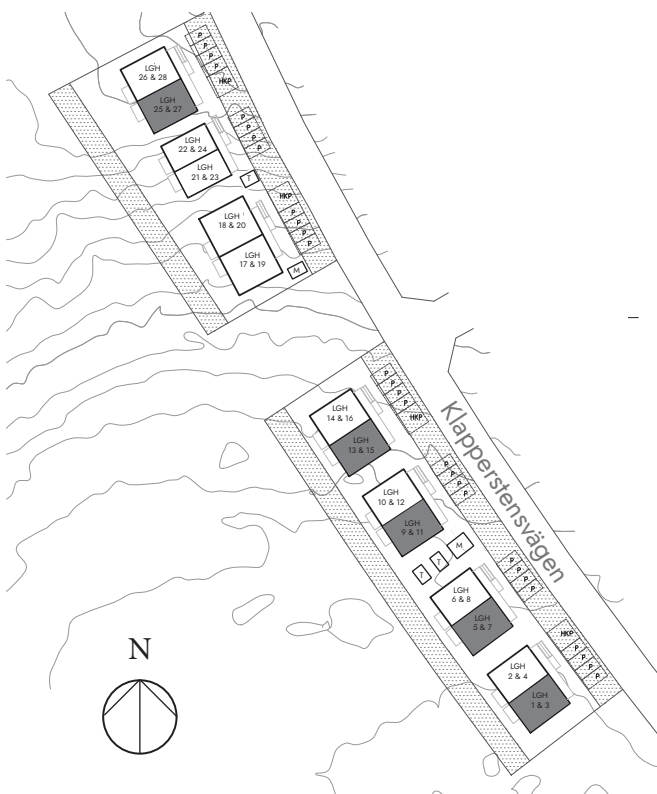 P
P
P
P
HKP
LGH
26 & 28
LGH
25 & 27
P
P
P
P
LGH
22 & 24
LGH
21 & 23
T
HKP
P
P
P
P
LGH
18 & 20
LGH
17 & 19
M
P
P
P
P
HKP
LGH
14 & 16
LGH
13 & 15
Klapperstensvägen
P
P
P
P
LGH
10 & 12
LGH
9 & 11
M
T
T
P
P
P
P
LGH
6 & 8
LGH
5 & 7
HKP
P
P
P
P
LGH
2 & 4
LGH
1 & 3
N